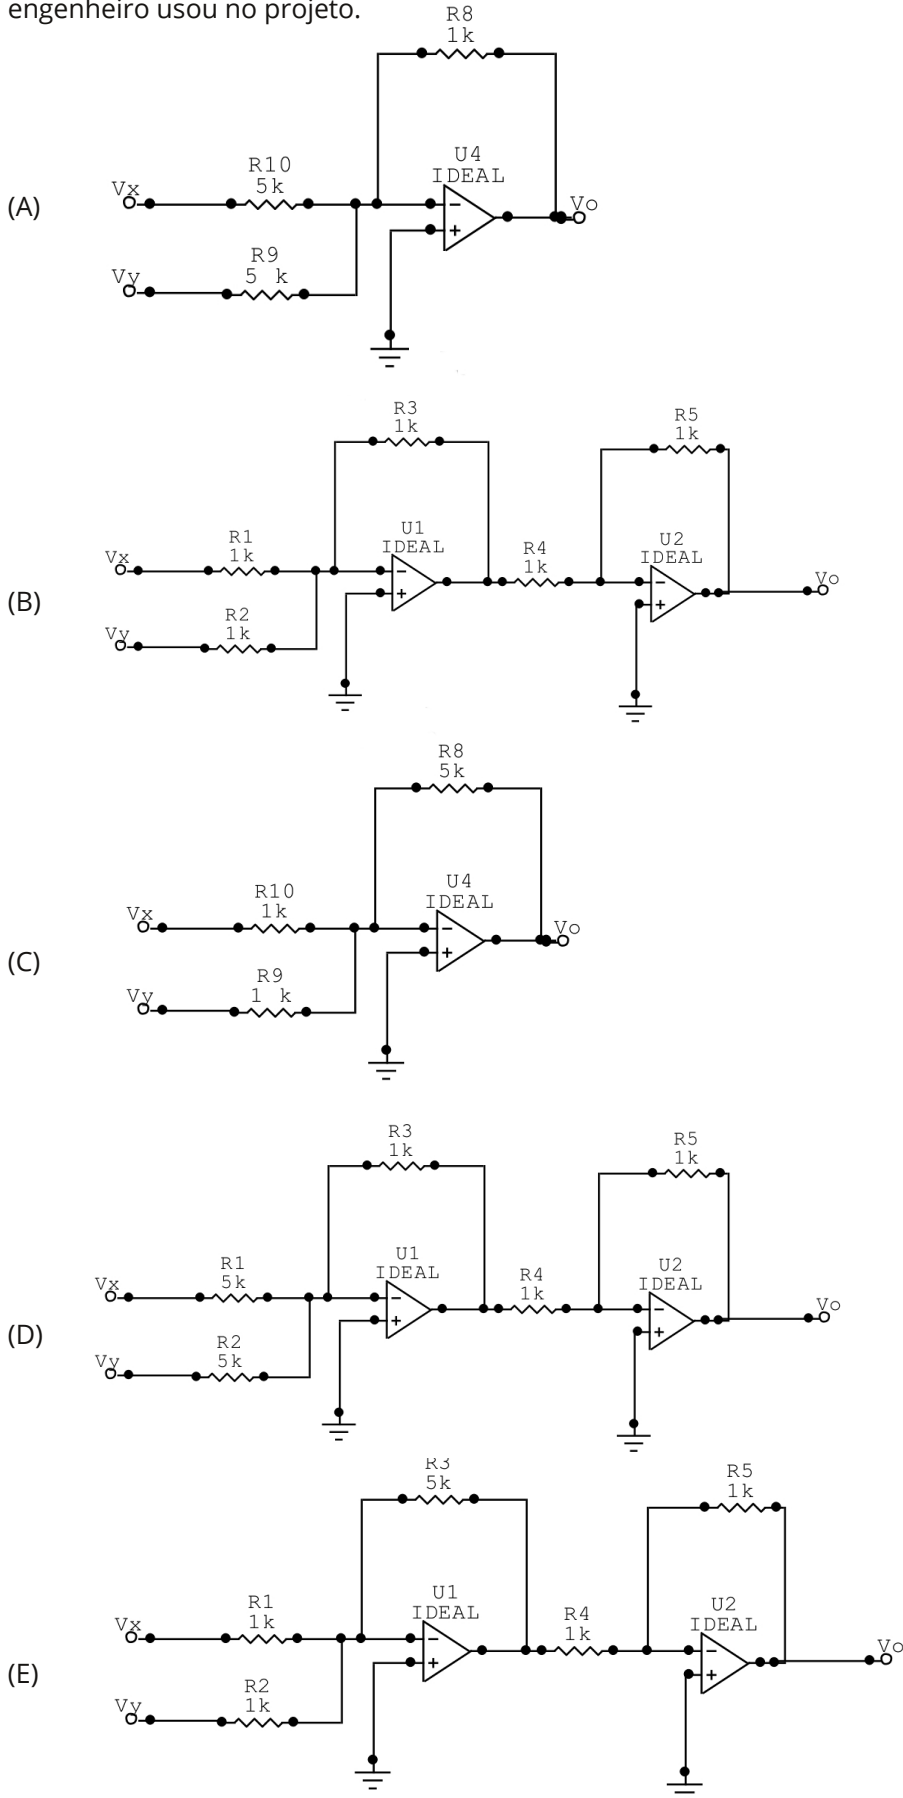 engenheiro usou no projeto.
(A)
R8
1k
U4
IDEAL
R10
5k
Vx
Vo
R9
5 k
Vy
- 
+
(B)
R3
1k
R5
1k
U1
IDEAL
U2
IDEAL
R1
1k
R4
1k
Vx
Vo
R2
1k
Vy
-
+
-
+
(C)
R8
5k
U4
IDEAL
R10
1k
Vx
Vo
R9
1 k
Vy
-
+
(D)
R3
1k
R5
1k
U1
IDEAL
U2
IDEAL
R1
5k
R4
1k
Vx
Vo
R2
5k
Vy
-
+
-
+
(E)
R3
5k
R5
1k
U1
IDEAL
U2
IDEAL
R1
1k
R4
1k
Vx
Vo
R2
1k
Vy
-
+
-
+